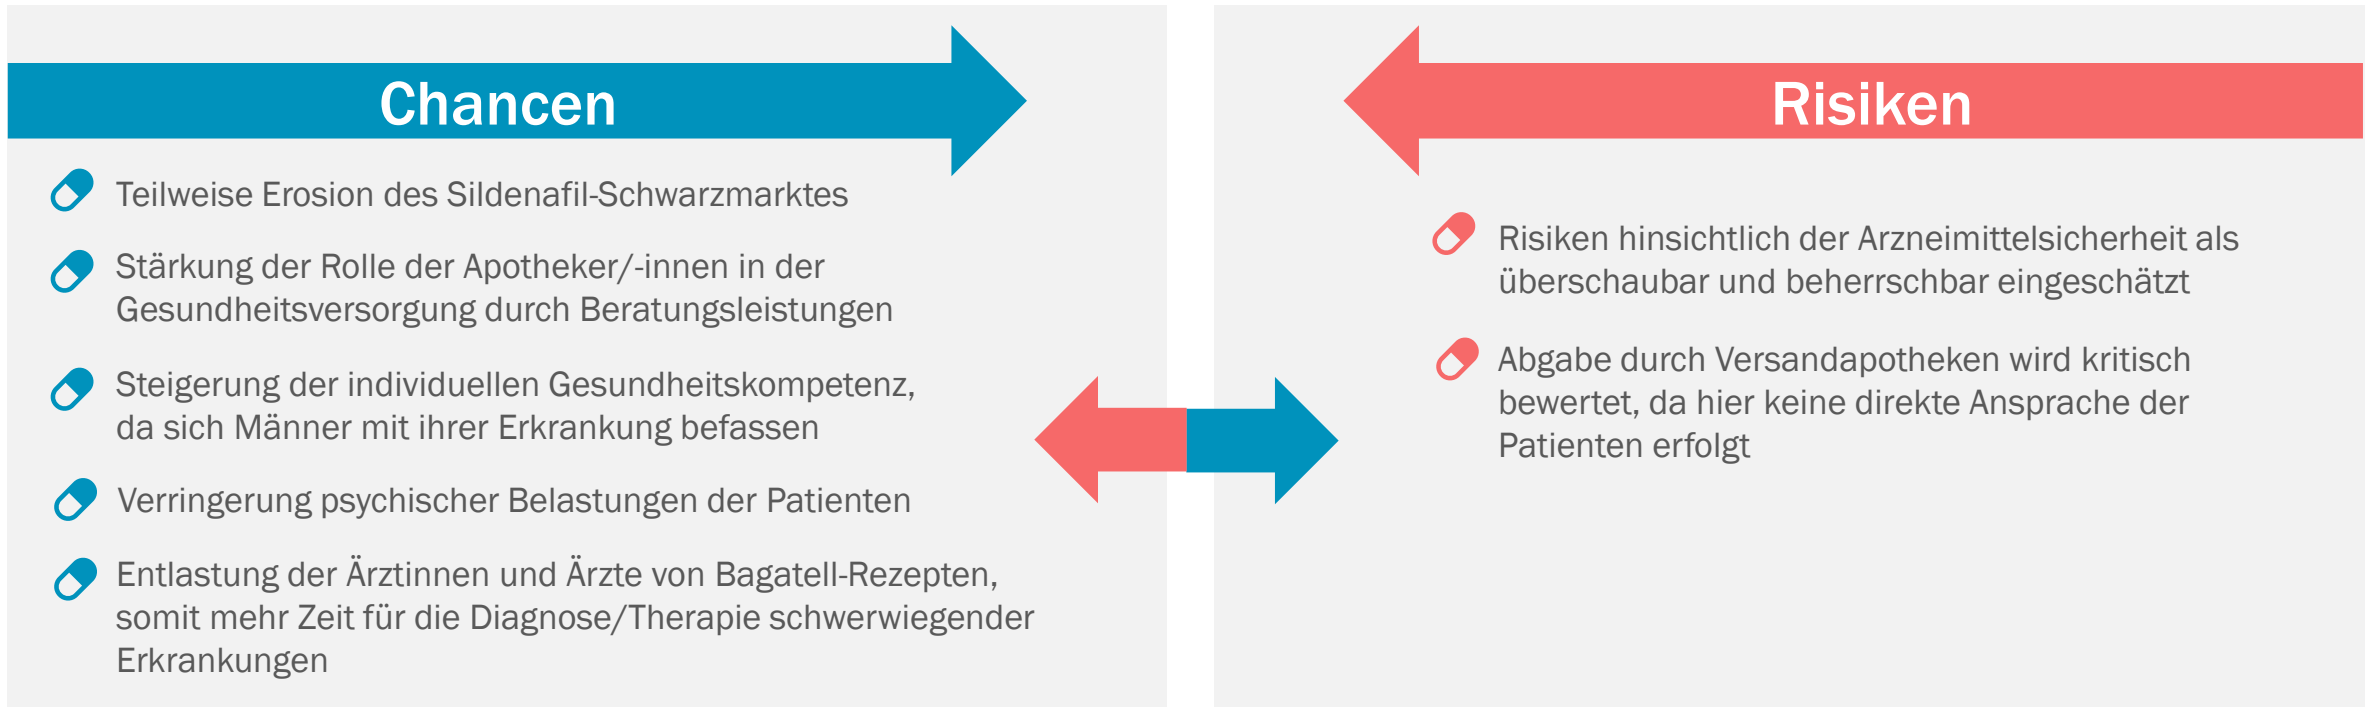 Chancen
Teilweise Erosion des Sildenafil-Schwarzmarktes
Stärkung der Rolle der Apotheker/-innen in der
Gesundheitsversorgung durch Beratungsleistungen
Steigerung der individuellen Gesundheitskompetenz,
da sich Männer mit ihrer Erkrankung befassen
Verringerung psychischer Belastungen der Patienten
Entlastung der Ärztinnen und Ärzte von Bagatell-Rezepten,
somit mehr Zeit für die Diagnose/Therapie schwerwiegender
Erkrankungen
Risiken
Risiken hinsichtlich der Arzneimittelsicherheit als
überschaubar und beherrschbar eingeschätzt
Abgabe durch Versandapotheken wird kritisch
bewertet, da hier keine direkte Ansprache der
Patienten erfolgt